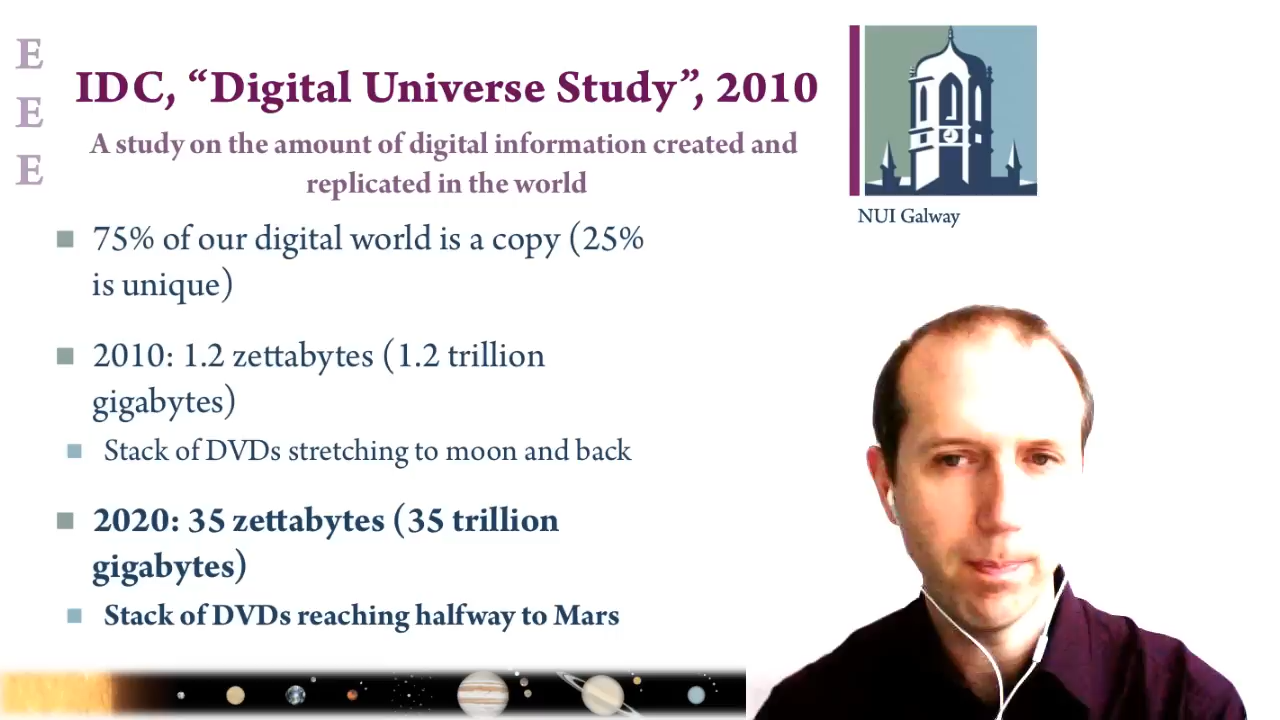 E
E
E
IDC, “Digital Universe Study”, 2010
A study on the amount of digital information created and
replicated in the world
75% of our digital world is a copy (25%
is unique)
2010: 1.2 zettabytes (1.2 trillion
gigabytes)
Stack of DVDs stretching to moon and back
2020: 35 zettabytes (35 trillion
gigabytes)
Stack of DVDs reaching halfway to Mars
NUI Galway